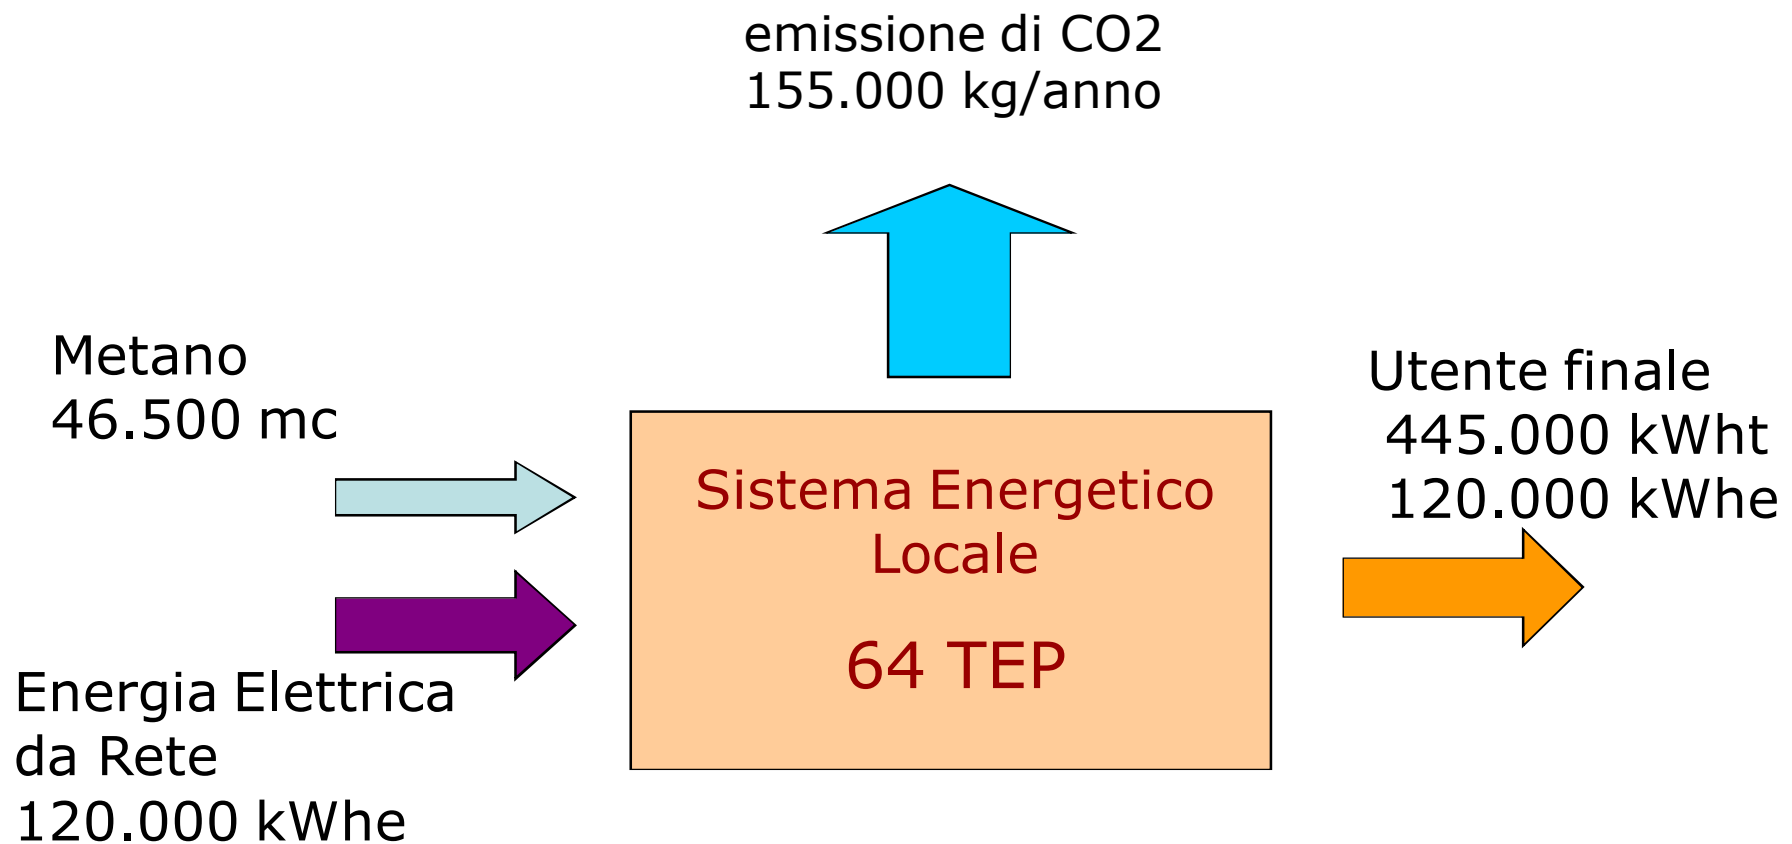 emissione di CO2
155.000 kg/anno
Metano
46.500 mc
Utente finale
445.000 kWht
120.000 kWhe
Sistema Energetico
Locale
64 TEP
Energia Elettrica
da Rete
120.000 kWhe